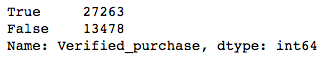 True     27263
False    13478
Name: Verified_purchase, dtype: int64